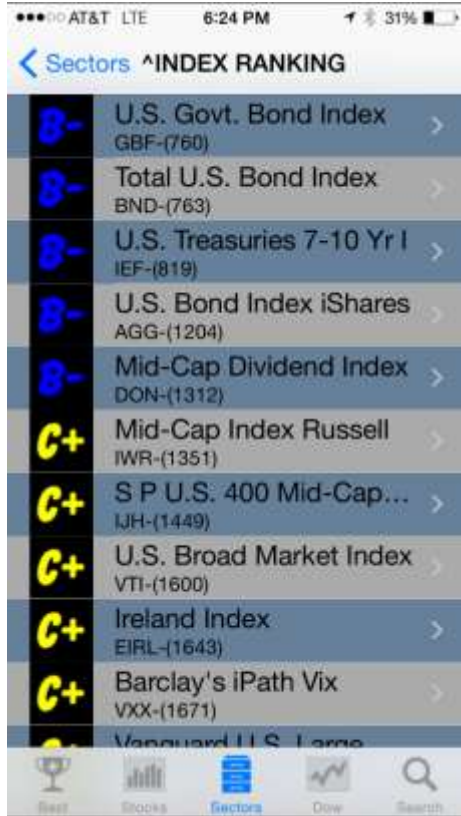 AT&T LTE 6:24 PM 31%
Sectors ^INDEX RANKING
B- U.S. Govt. Bond Index
GBF-(760)
B- Total U.S. Bond Index
BND-(763)
B- U.S. Treasuries 7-10 Yr I
IEF-(819)
B- U.S. Bond Index iShares
AGG-(1204)
B- Mid-Cap Dividend Index
DON-(1312)
C+ Mid-Cap Index Russell
IWR-(1351)
C+ S P U.S. 400 Mid-Cap...
IJH-(1449)
C+ U.S. Broad Market Index
VTI-(1600)
C+ Ireland Index
EIRL-(1643)
C+ Barclay's iPath Vix
VXX-(1671)
C+ Vanguard U.S. Large
Best Stocks Sectors Dow Search